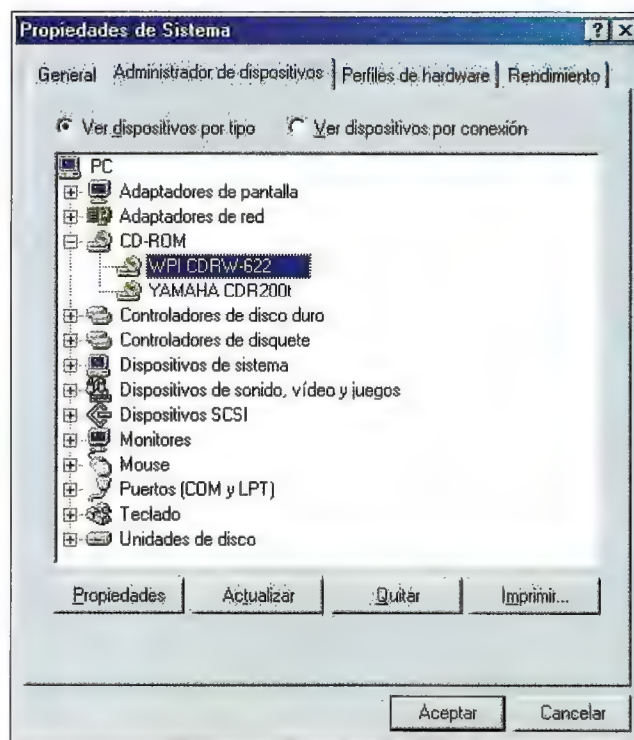 Propiedades de Sistema
General Administrador de dispositivos Perfiles de hardware Rendimiento
Ver dispositivos por tipo Ver dispositivos por conexión
PC
Adaptadores de pantalla
Adaptadores de red
CD-ROM
WPI CDRW-622
YAMAHA CDR200t
Controladores de disco duro
Controladores de disquete
Dispositivos de sistema
Dispositivos de sonido, vídeo y juegos
Dispositivos SCSI
Monitores
Mouse
Puertos (COM y LPT)
Teclado
Unidades de disco
Propiedades Actualizar Quitar Imprimir...
Aceptar Cancelar